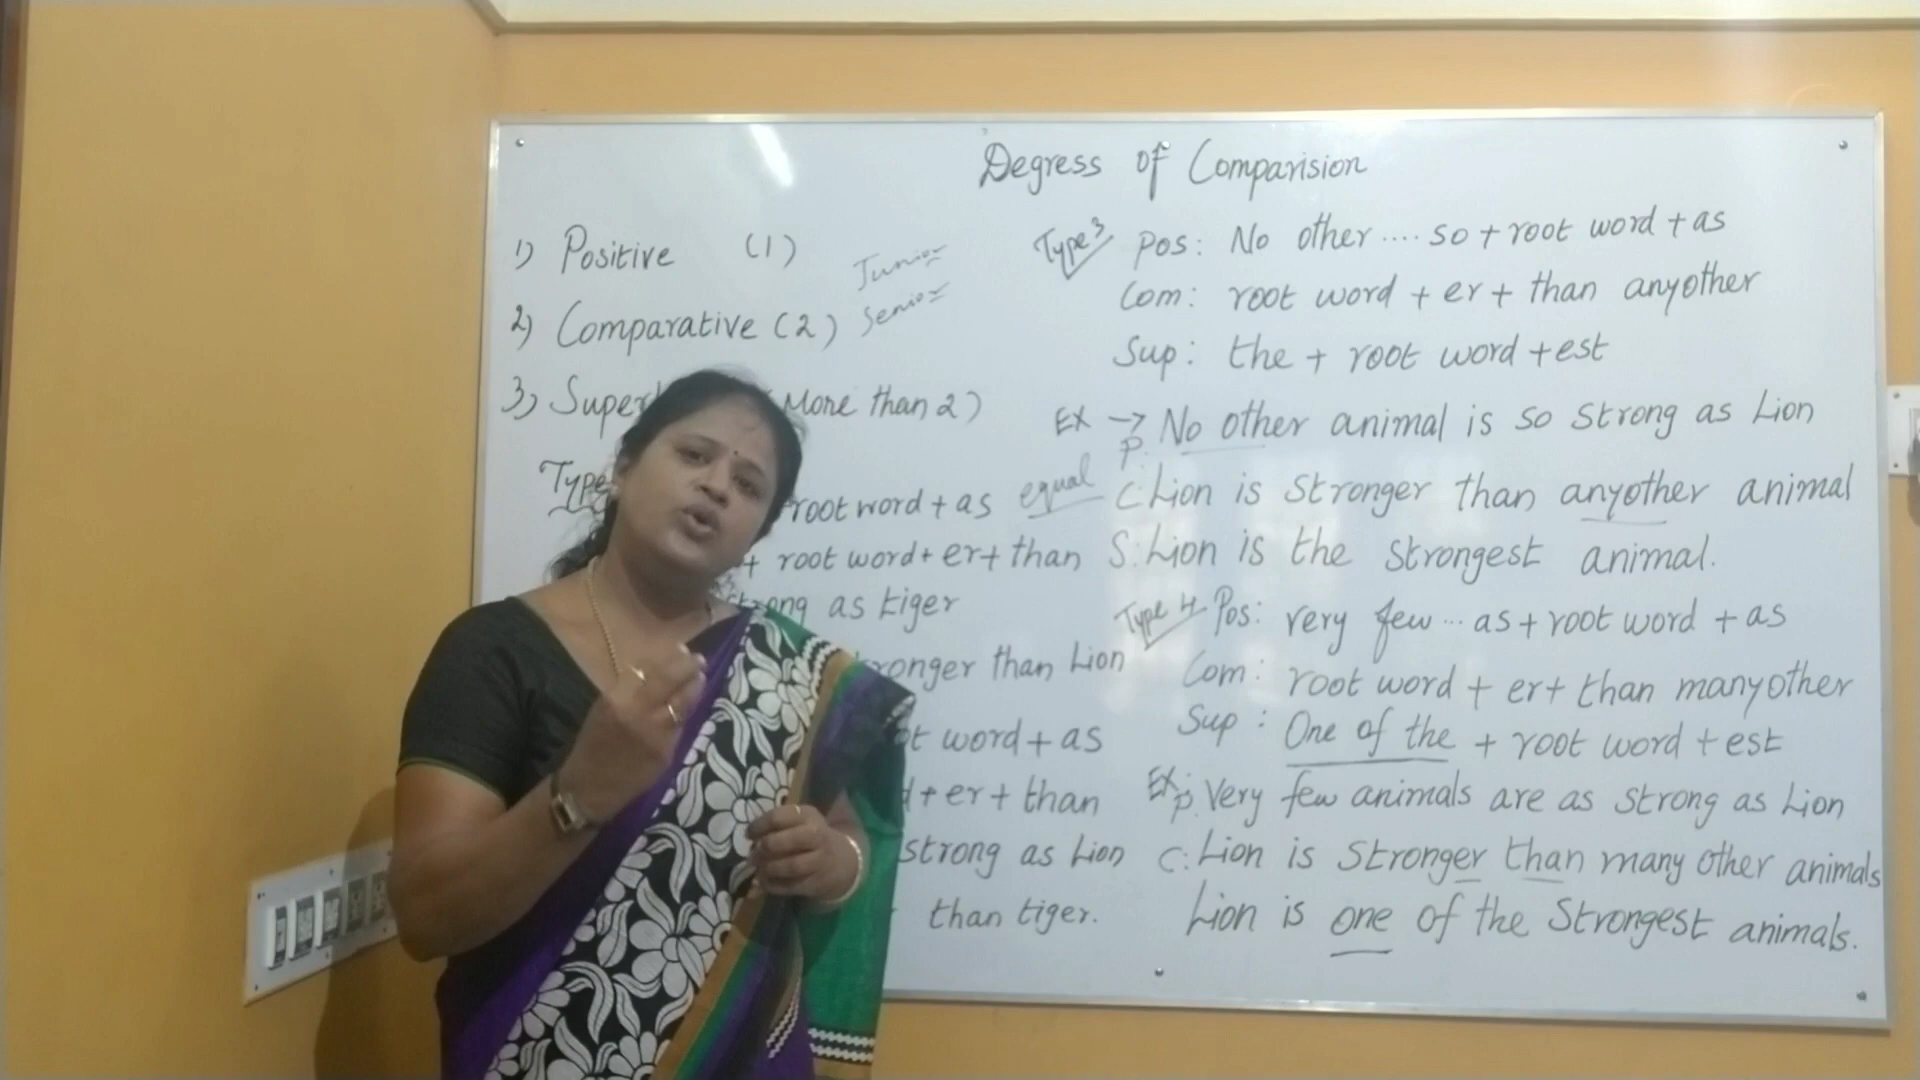 Degress of Comparision
1) Positive (1)
2) Comparative (2)
Junior
Senior
3) Super (More than 2)
Type
root word + as equal
+ root word + er + than
strong as tiger
stronger than Lion
word + as
+ er + than
strong as Lion
than tiger.
Type 3 Pos: No other .... so + root word + as
Com: root word + er + than anyother
Sup: the + root word + est
Ex → P. No other animal is so strong as Lion
C: Lion is stronger than anyother animal
S: Lion is the strongest animal.
Type 4 Pos: very few ... as + root word + as
Com: root word + er + than manyother
Sup: One of the + root word + est
Ex: P. Very few animals are as strong as Lion
C: Lion is stronger than many other animals
Lion is one of the strongest animals.